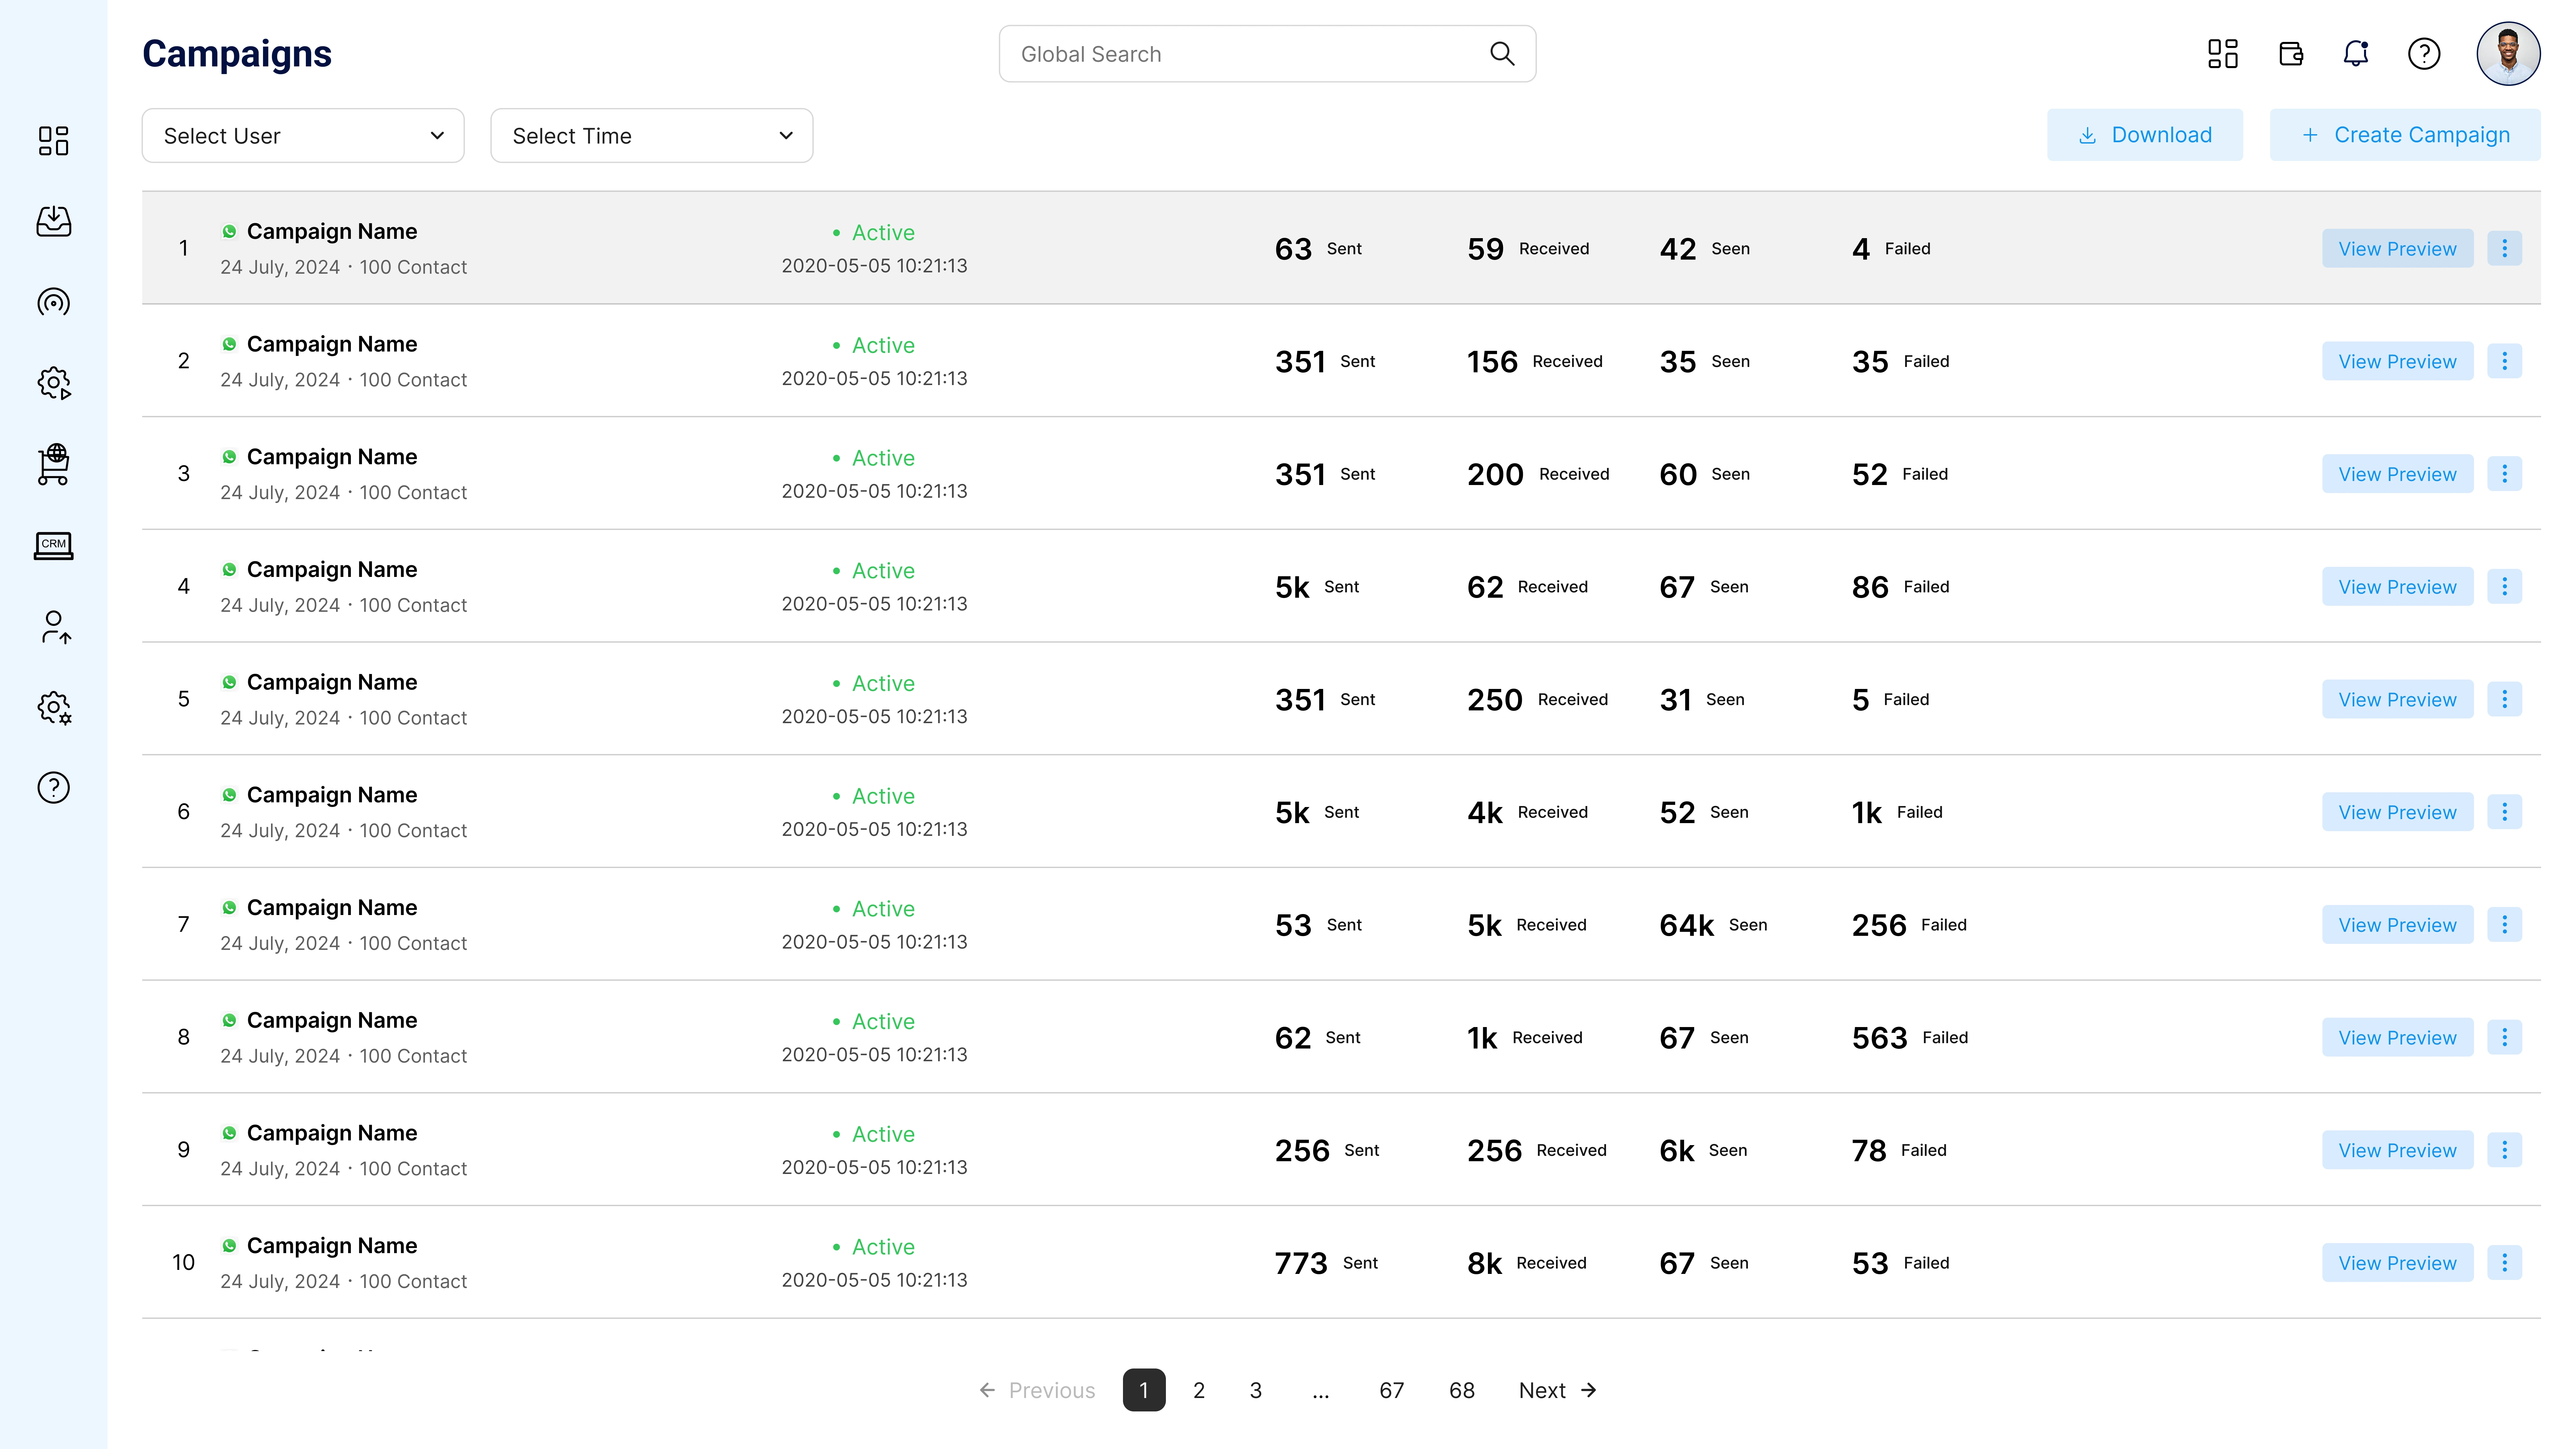 Campaigns
Global Search
Select User
Select Time
Download
Create Campaign
1 Campaign Name Active 63 Sent 59 Received 42 Seen 4 Failed View Preview
24 July, 2024 · 100 Contact 2020-05-05 10:21:13
2 Campaign Name Active 351 Sent 156 Received 35 Seen 35 Failed View Preview
24 July, 2024 · 100 Contact 2020-05-05 10:21:13
3 Campaign Name Active 351 Sent 200 Received 60 Seen 52 Failed View Preview
24 July, 2024 · 100 Contact 2020-05-05 10:21:13
CRM
4 Campaign Name Active 5k Sent 62 Received 67 Seen 86 Failed View Preview
24 July, 2024 · 100 Contact 2020-05-05 10:21:13
5 Campaign Name Active 351 Sent 250 Received 31 Seen 5 Failed View Preview
24 July, 2024 · 100 Contact 2020-05-05 10:21:13
6 Campaign Name Active 5k Sent 4k Received 52 Seen 1k Failed View Preview
24 July, 2024 · 100 Contact 2020-05-05 10:21:13
7 Campaign Name Active 53 Sent 5k Received 64k Seen 256 Failed View Preview
24 July, 2024 · 100 Contact 2020-05-05 10:21:13
8 Campaign Name Active 62 Sent 1k Received 67 Seen 563 Failed View Preview
24 July, 2024 · 100 Contact 2020-05-05 10:21:13
9 Campaign Name Active 256 Sent 256 Received 6k Seen 78 Failed View Preview
24 July, 2024 · 100 Contact 2020-05-05 10:21:13
10 Campaign Name Active 773 Sent 8k Received 67 Seen 53 Failed View Preview
24 July, 2024 · 100 Contact 2020-05-05 10:21:13
Previous 1 2 3 ... 67 68 Next